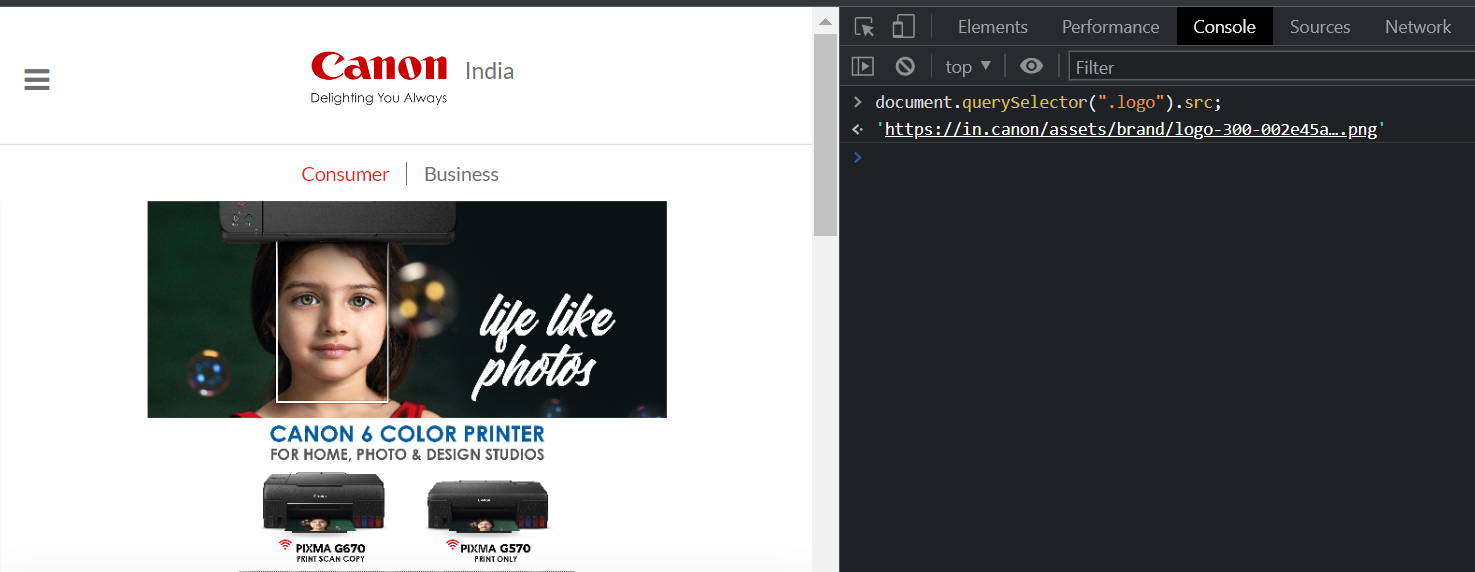 Canon India
Delighting You Always
Consumer | Business
life like
photos
CANON 6 COLOR PRINTER
FOR HOME, PHOTO & DESIGN STUDIOS
PIXMA G670
PRINT SCAN COPY
PIXMA G570
PRINT ONLY
Elements Performance Console Sources Network
top ▼ Filter
> document.querySelector(".logo").src;
'https://in.canon/assets/brand/logo-300-002e45a….png'
>